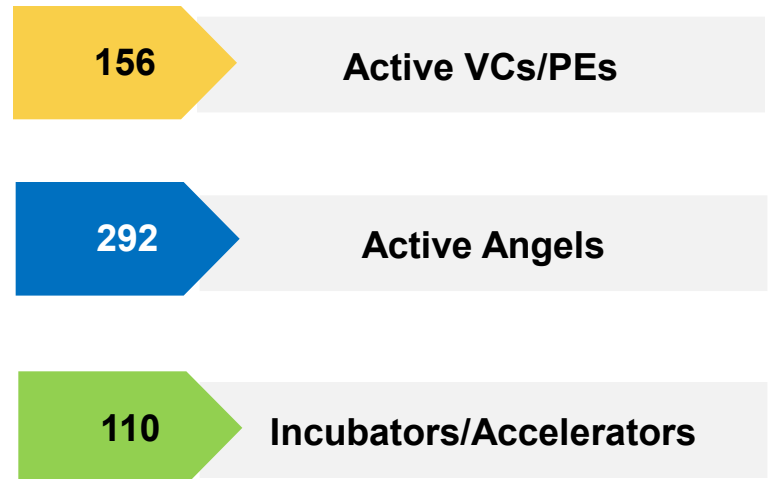 156 Active VCs/PEs
292 Active Angels
110 Incubators/Accelerators